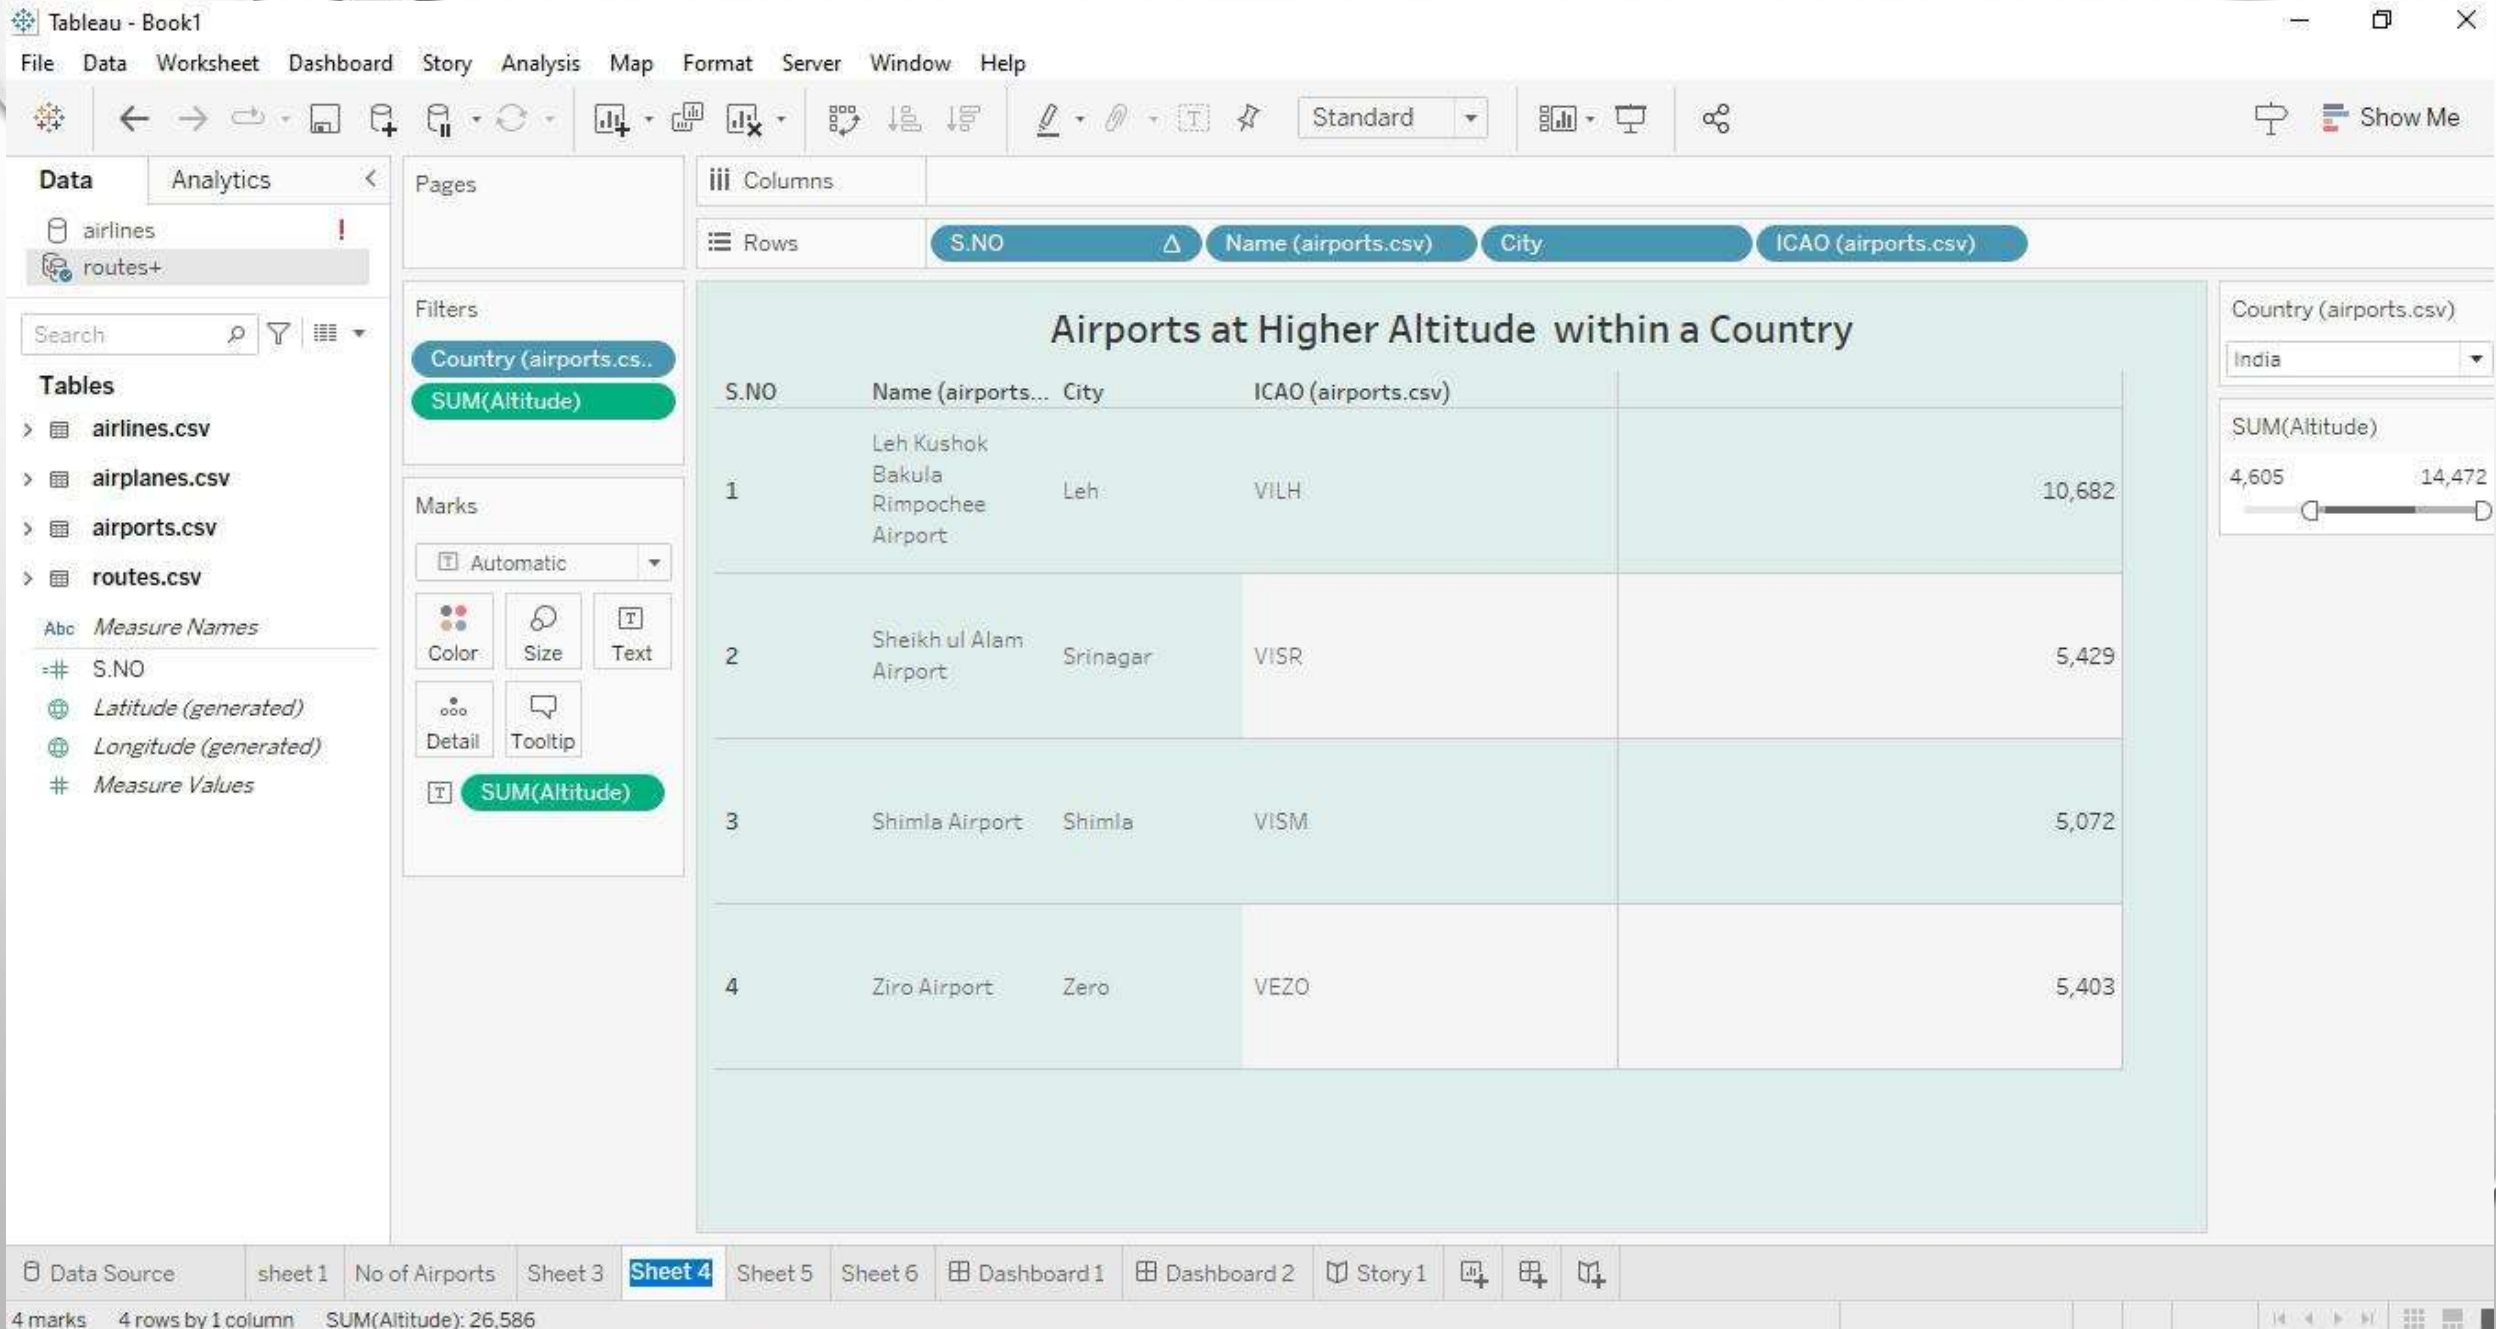 Tableau - Book1
File Data Worksheet Dashboard Story Analysis Map Format Server Window Help
Standard
Show Me
Data Analytics
airlines !
routes+
Search
Tables
airlines.csv
airplanes.csv
airports.csv
routes.csv
Abc Measure Names
=# S.NO
Latitude (generated)
Longitude (generated)
# Measure Values
Pages
Filters
Country (airports.cs..
SUM(Altitude)
Marks
T Automatic
Color Size Text
Detail Tooltip
T SUM(Altitude)
iii Columns
Rows S.NO Δ Name (airports.csv) City ICAO (airports.csv)
Airports at Higher Altitude within a Country
S.NO Name (airports... City ICAO (airports.csv)
1 Leh Kushok Leh VILH 10,682
Bakula
Rimpochee
Airport
2 Sheikh ul Alam Srinagar VISR 5,429
Airport
3 Shimla Airport Shimla VISM 5,072
4 Ziro Airport Zero VEZO 5,403
Country (airports.csv)
India
SUM(Altitude)
4,605 14,472
Data Source sheet 1 No of Airports Sheet 3 Sheet 4 Sheet 5 Sheet 6 Dashboard 1 Dashboard 2 Story 1
4 marks 4 rows by 1 column SUM(Altitude): 26,586